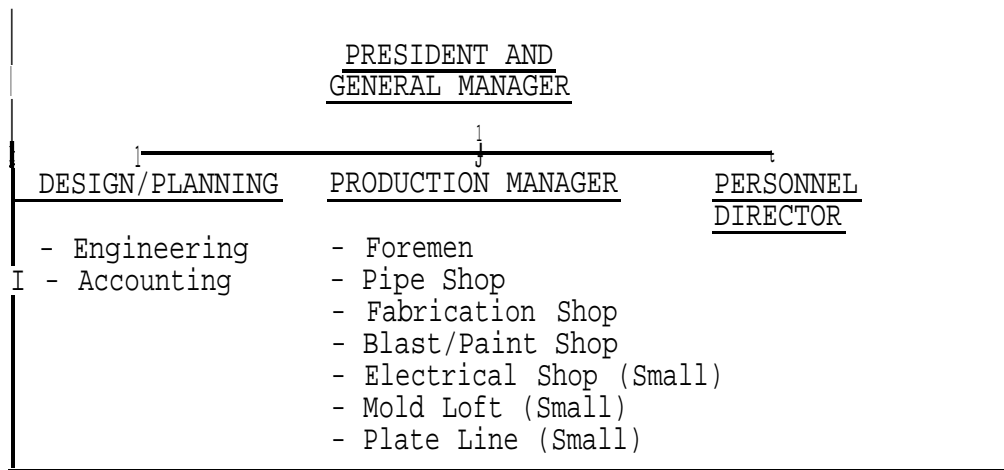 PRESIDENT AND
GENERAL MANAGER
DESIGN/PLANNING
- Engineering
- Accounting
PRODUCTION MANAGER
- Foremen
- Pipe Shop
- Fabrication Shop
- Blast/Paint Shop
- Electrical Shop (Small)
- Mold Loft (Small)
- Plate Line (Small)
PERSONNEL
DIRECTOR